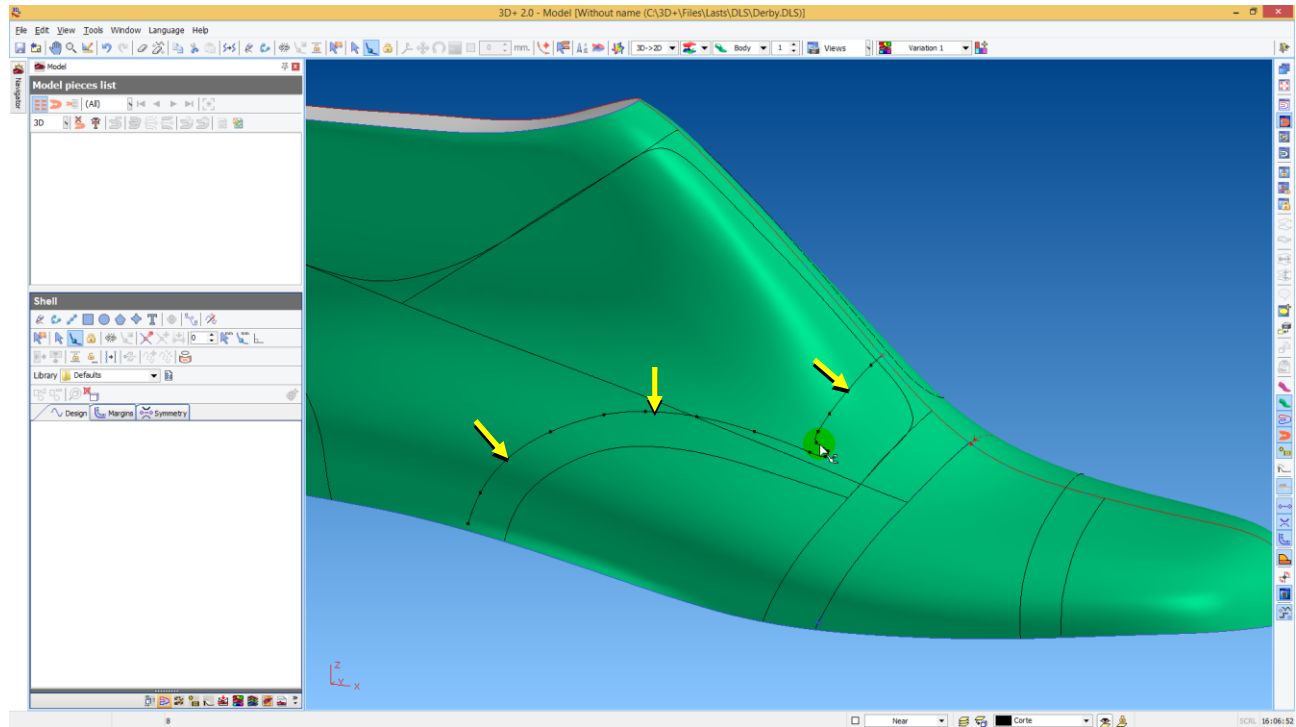 3D+ 2.0 - Model [Without name (C:\3D+\Files\Lasts\DLS\Derby.DLS)]
File Edit View Tools Window Language Help
0 mm. 3D->2D Body 1 Views Variation 1
Navigator
Model
Model pieces list
(All)
3D
Shell
0
Library Defaults
Design Margins Symmetry
Z
Y X
B Near Corte SCRL 16:06:52